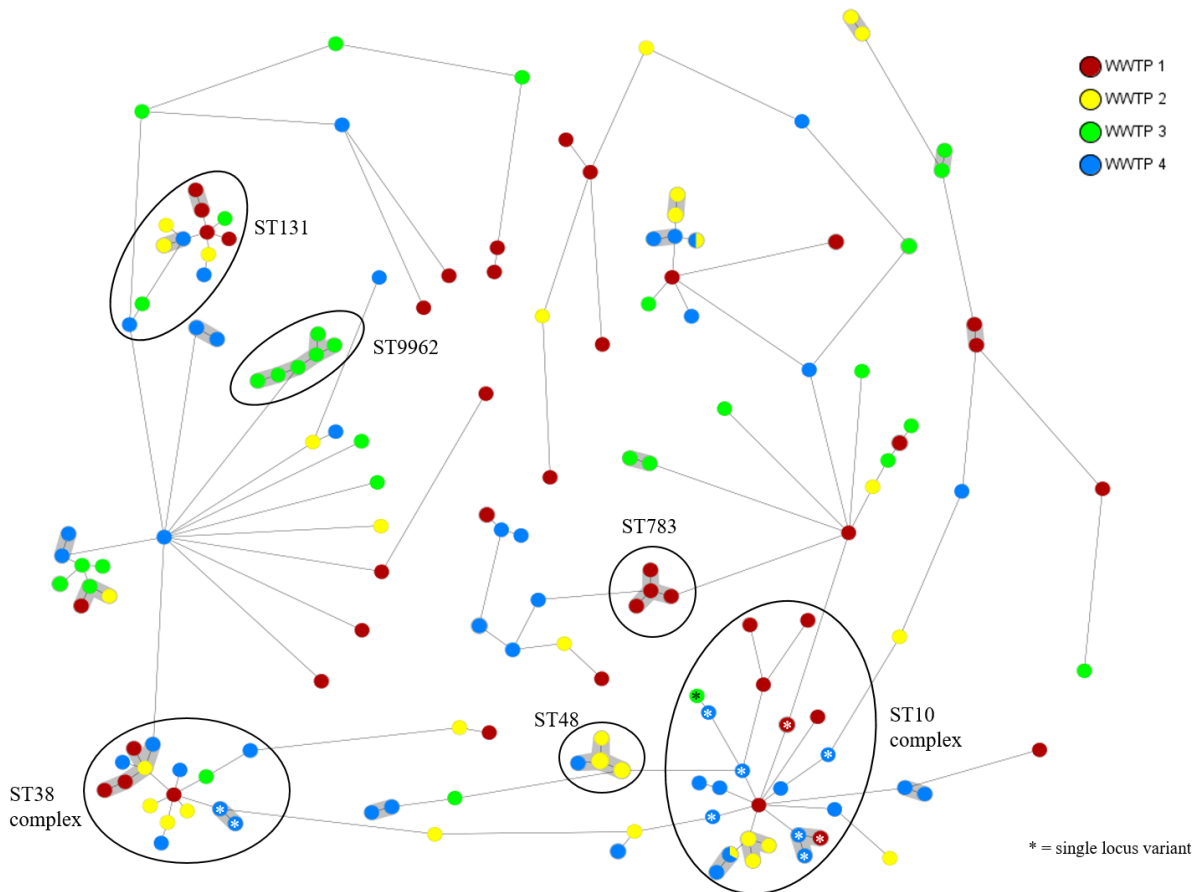 WWTP 1
WWTP 2
WWTP 3
WWTP 4
ST131
ST9962
ST783
ST48
ST10
complex
ST38
complex
* = single locus variant